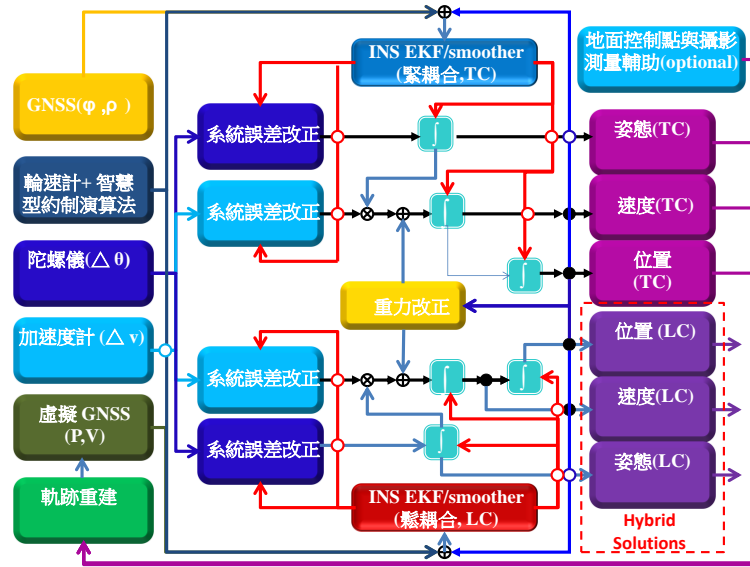 INS EKF/smoother
(緊耦合,TC)
地面控制點與攝影
測量輔助(optional)
GNSS(φ ,ρ )
系統誤差改正
∫
姿態(TC)
輪速計+ 智慧
型約制演算法
系統誤差改正
∫
速度(TC)
陀螺儀(△ θ)
∫
位置
(TC)
重力改正
加速度計 (△ v)
系統誤差改正
∫
∫
位置 (LC)
虛擬 GNSS
(P,V)
系統誤差改正
∫
速度(LC)
姿態(LC)
軌跡重建
INS EKF/smoother
(鬆耦合, LC)
Hybrid
Solutions